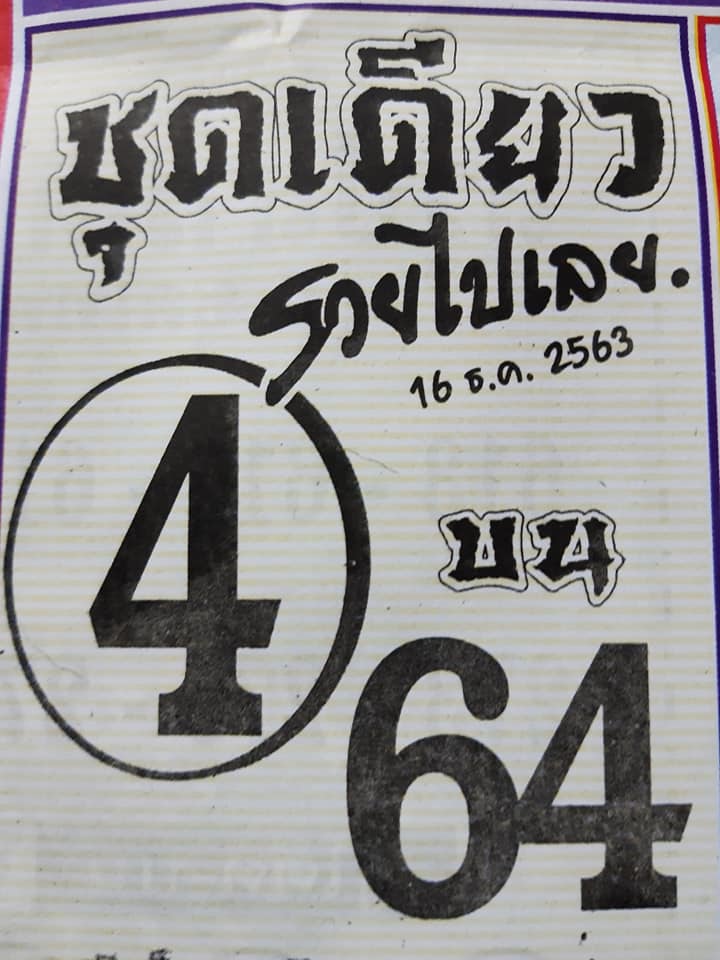 ชุดเดียว
รวยไปเลย.
16 ธ.ค. 2563
4
บน
64